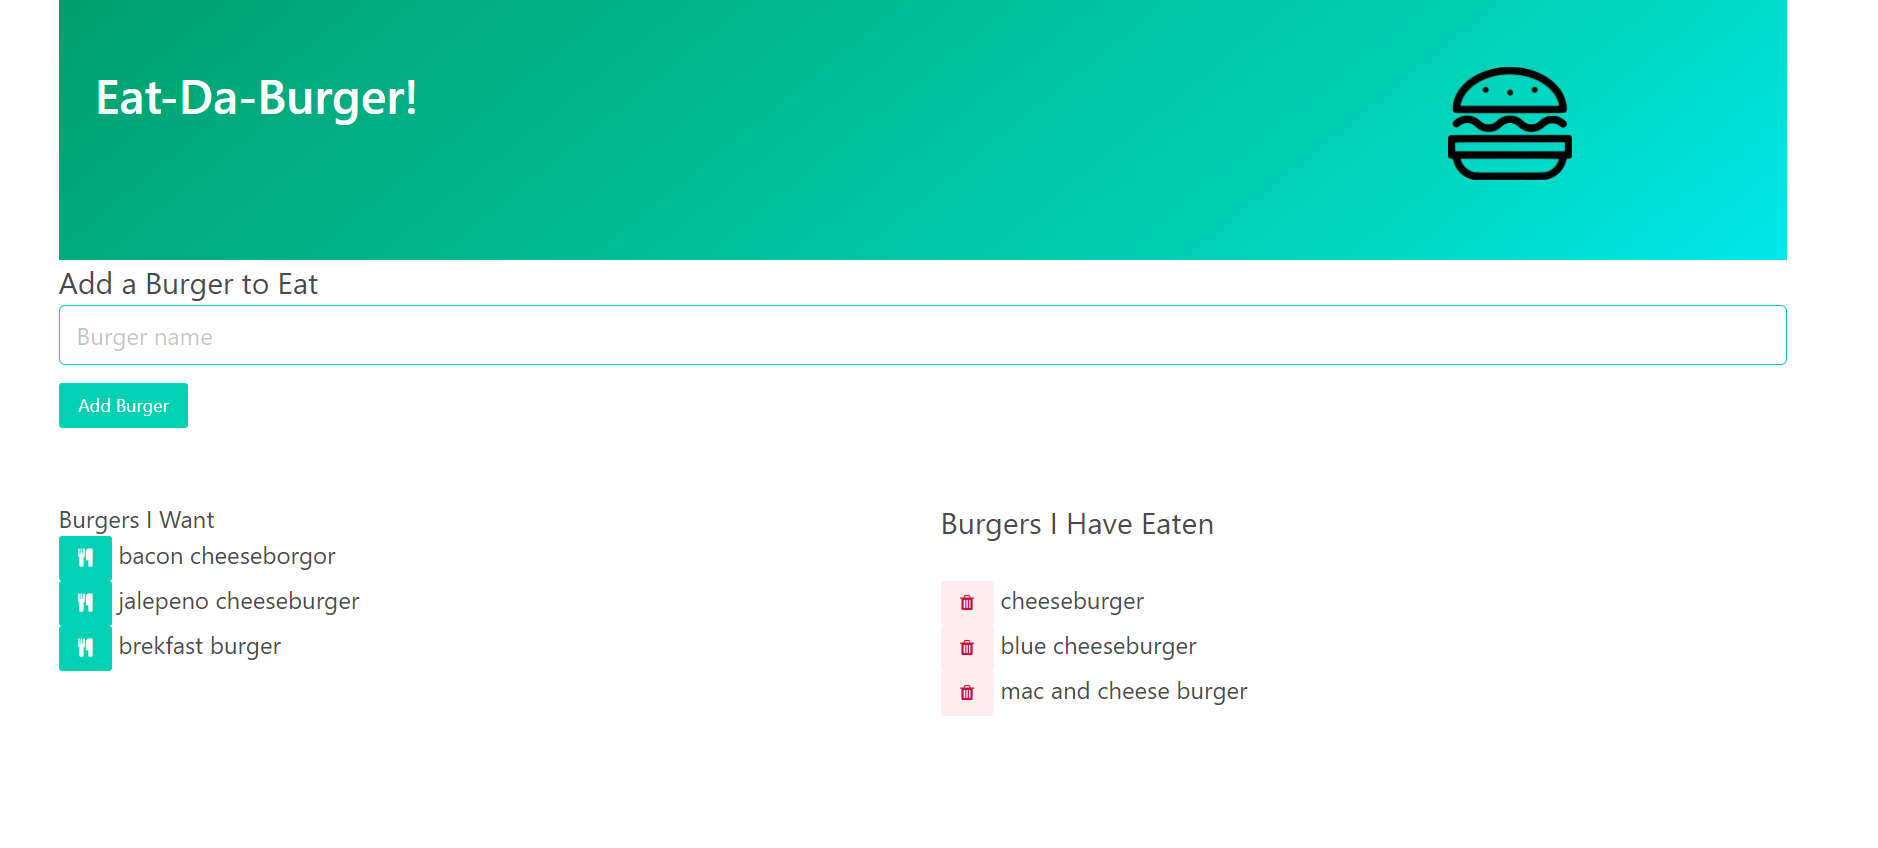 Eat-Da-Burger!
Add a Burger to Eat
Burger name
Add Burger
Burgers I Want
bacon cheeseborgor
jalepeno cheeseburger
brekfast burger
Burgers I Have Eaten
cheeseburger
blue cheeseburger
mac and cheese burger